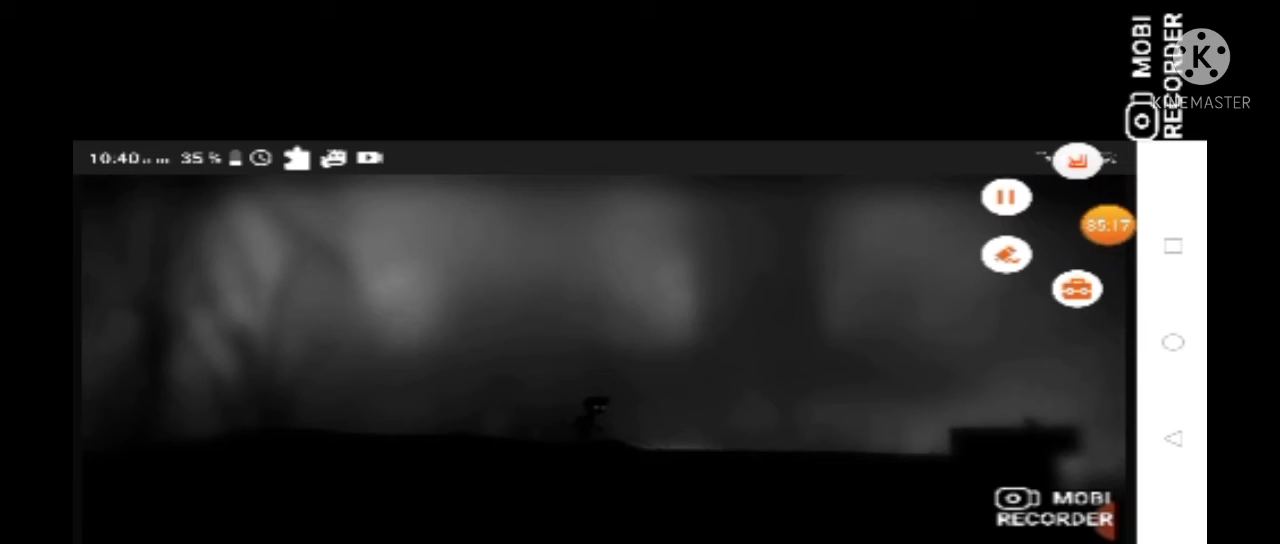 MOBI
RECORDER
K
KINEMASTER
10.40
35 %
35:17
MOBI
RECORDER